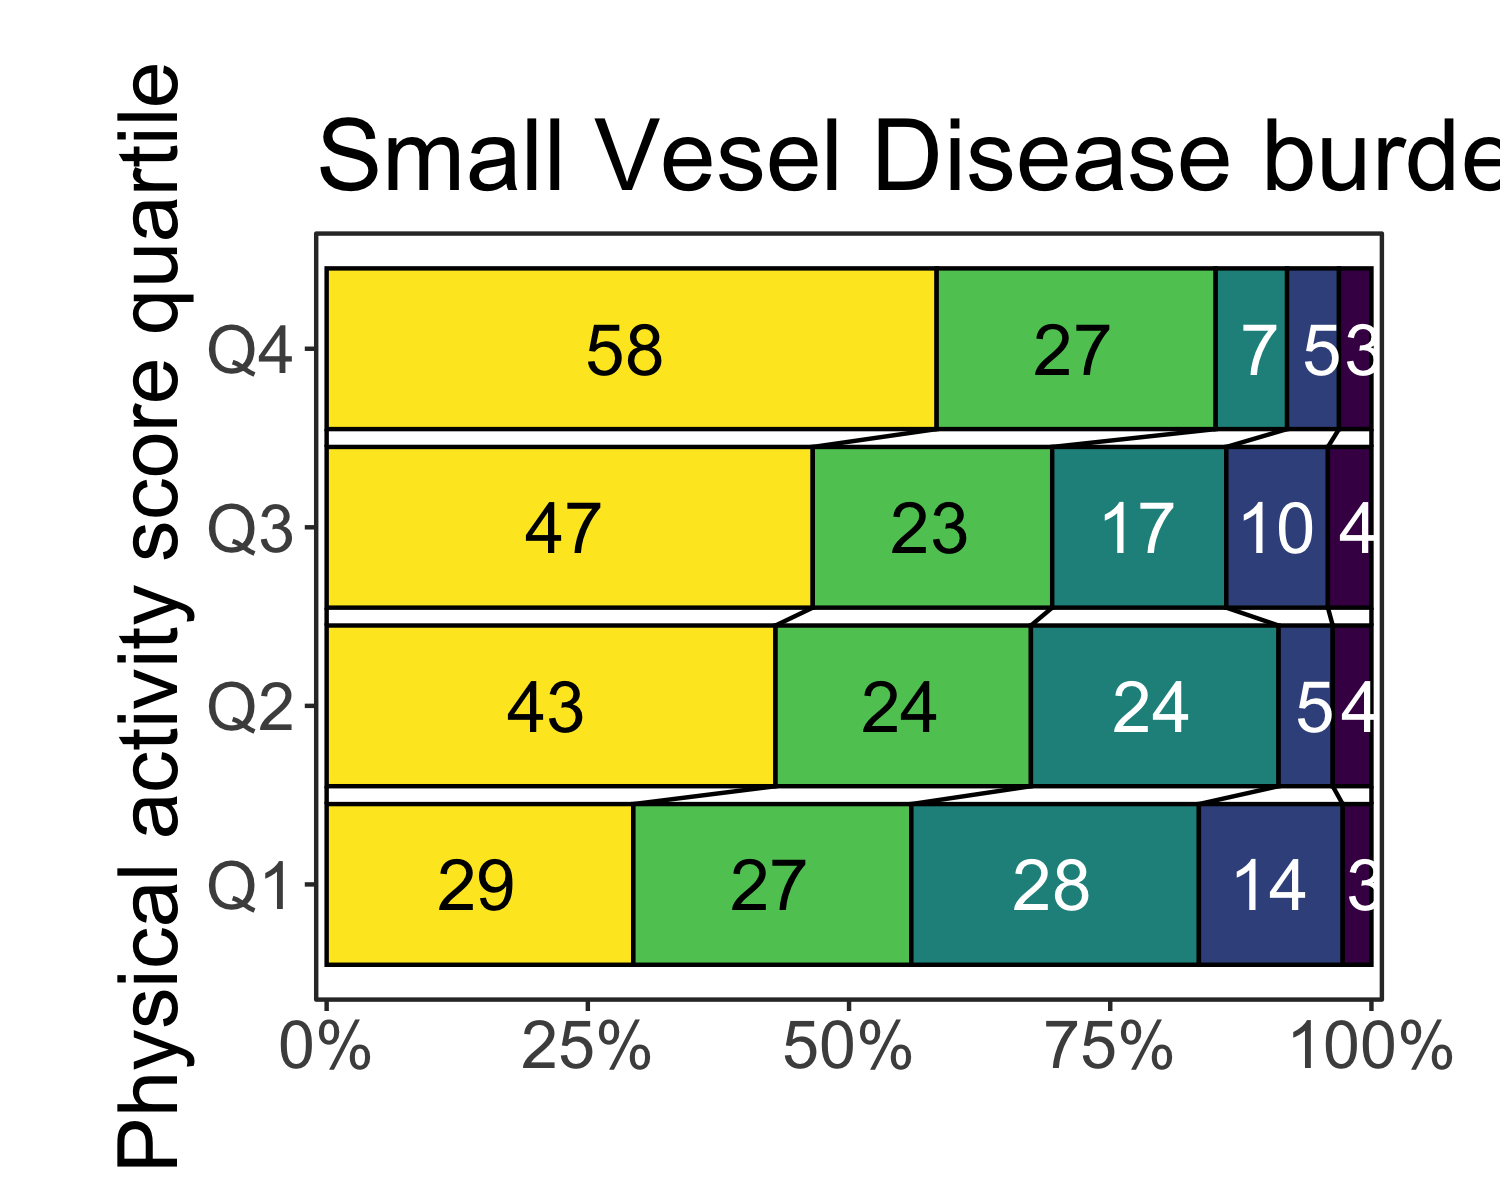 Small Vesel Disease burde
Physical activity score quartile
Q4
58 27 7 5 3
Q3
47 23 17 10 4
Q2
43 24 24 5 4
Q1
29 27 28 14 3
0% 25% 50% 75% 100%